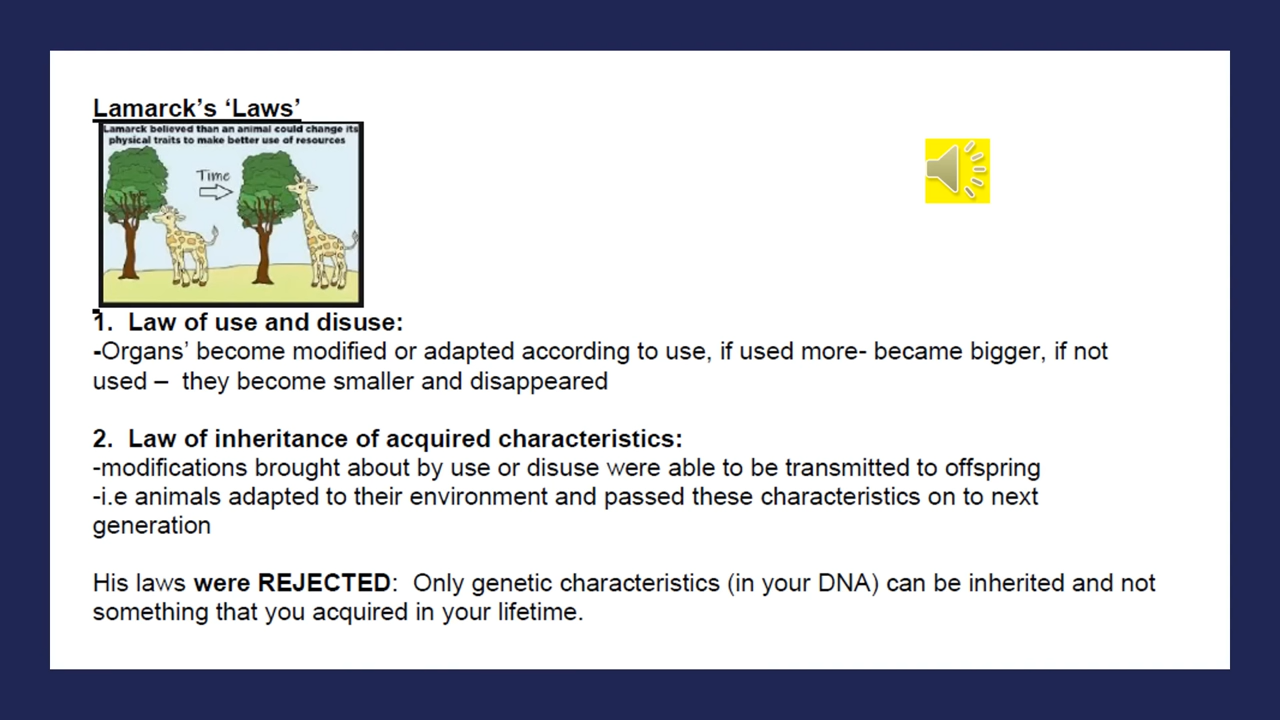 Lamarck's ‘Laws’
Lamarck believed than an animal could change its
physical traits to make better use of resources
Time
1. Law of use and disuse:
-Organs’ become modified or adapted according to use, if used more- became bigger, if not
used – they become smaller and disappeared
2. Law of inheritance of acquired characteristics:
-modifications brought about by use or disuse were able to be transmitted to offspring
-i.e animals adapted to their environment and passed these characteristics on to next
generation
His laws were REJECTED: Only genetic characteristics (in your DNA) can be inherited and not
something that you acquired in your lifetime.